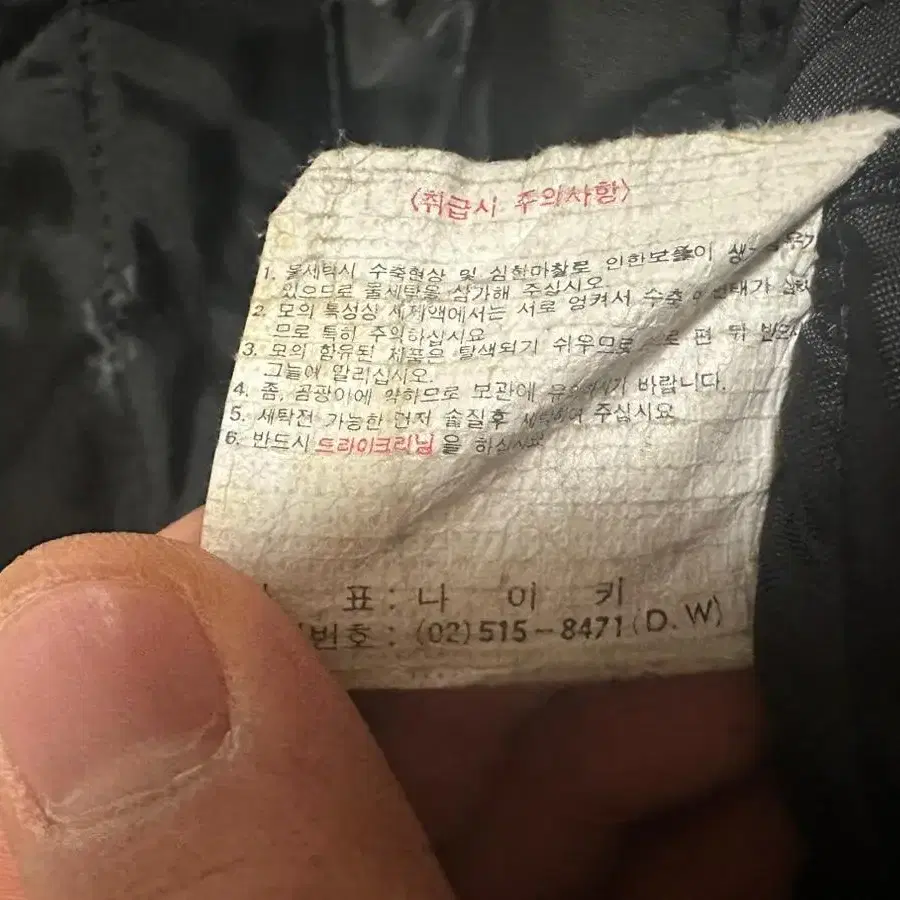 <취급시 주의사항>
1. 물세탁시 수축현상 및 심한마찰로 인한보풀이
있으므로 물세탁을 삼가해 주십시오
2. 모의 특성상 세제액에서는 서로 엉켜서 수축
므로 특히 주의하십시요
3. 모의 함유된 제품은 탈색되기 쉬우므로 편 뒤
그늘에 말리십시오.
4. 좀, 곰팡이에 약하므로 보관에 바랍니다.
5. 세탁전 가능한 먼저 솔질후 주십시요
6. 반드시 드라이크리닝을
표 : 나 이 키
번호 : (02)515-8471(D.W)